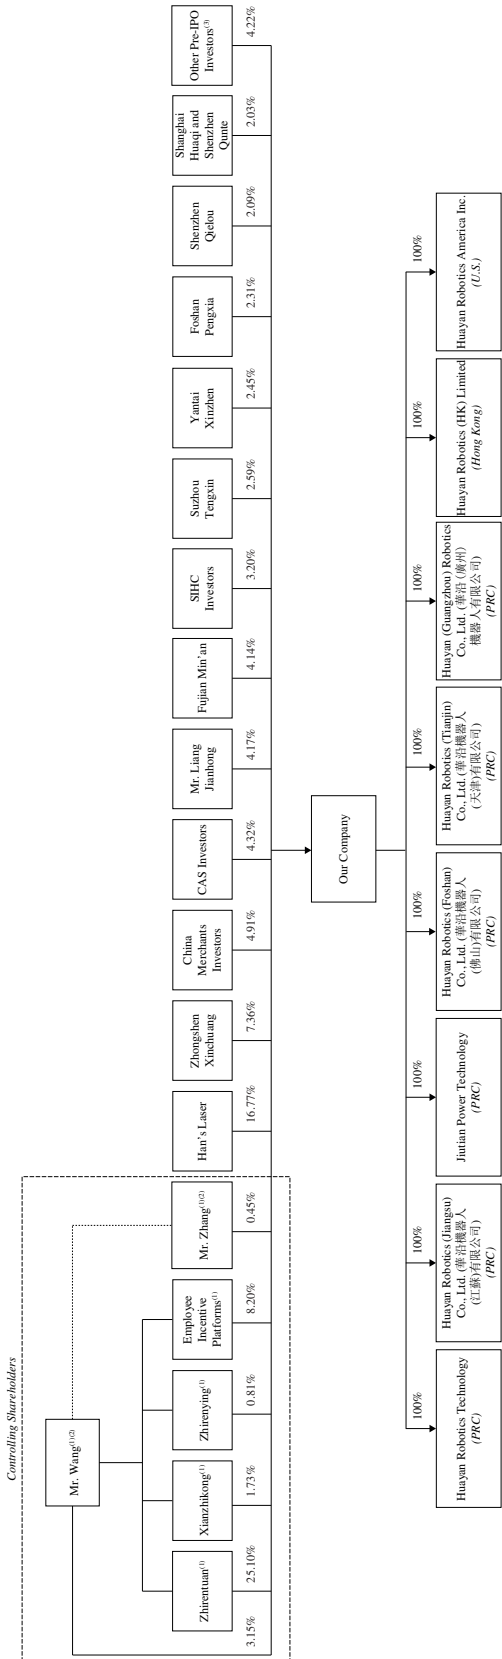 Controlling Shareholders
Mr. Wang(1)(2)
Zhirentuan(1)
Xianzhikong(1)
Zhirenying(1)
Employee
Incentive
Platforms(1)
Mr. Zhang(1)(2)
Han's Laser
Zhongshen
Xinchuang
China
Merchants
Investors
CAS Investors
Mr. Liang
Jianhong
Fujian Min'an
SIHC
Investors
Suzhou
Tengxin
Yantai
Xinzhen
Foshan
Pengxia
Shenzhen
Qielou
Shanghai
Huaqi and
Shenzhen
Qunte
Other Pre-IPO
Investors(3)
3.15%
25.10%
1.73%
0.81%
8.20%
0.45%
16.77%
7.36%
4.91%
4.32%
4.17%
4.14%
3.20%
2.59%
2.45%
2.31%
2.09%
2.03%
4.22%
Our Company
100%
100%
100%
100%
100%
100%
100%
100%
Huayan Robotics Technology
(PRC)
Huayan Robotics (Jiangsu)
Co., Ltd. (華沿機器人
(江蘇)有限公司)
(PRC)
Jiutian Power Technology
(PRC)
Huayan Robotics (Foshan)
Co., Ltd. (華沿機器人
(佛山)有限公司)
(PRC)
Huayan Robotics (Tianjin)
Co., Ltd. (華沿機器人
(天津)有限公司)
(PRC)
Huayan (Guangzhou) Robotics
Co., Ltd. (華沿 (廣州)
機器人有限公司)
(PRC)
Huayan Robotics (HK) Limited
(Hong Kong)
Huayan Robotics America Inc.
(U.S.)